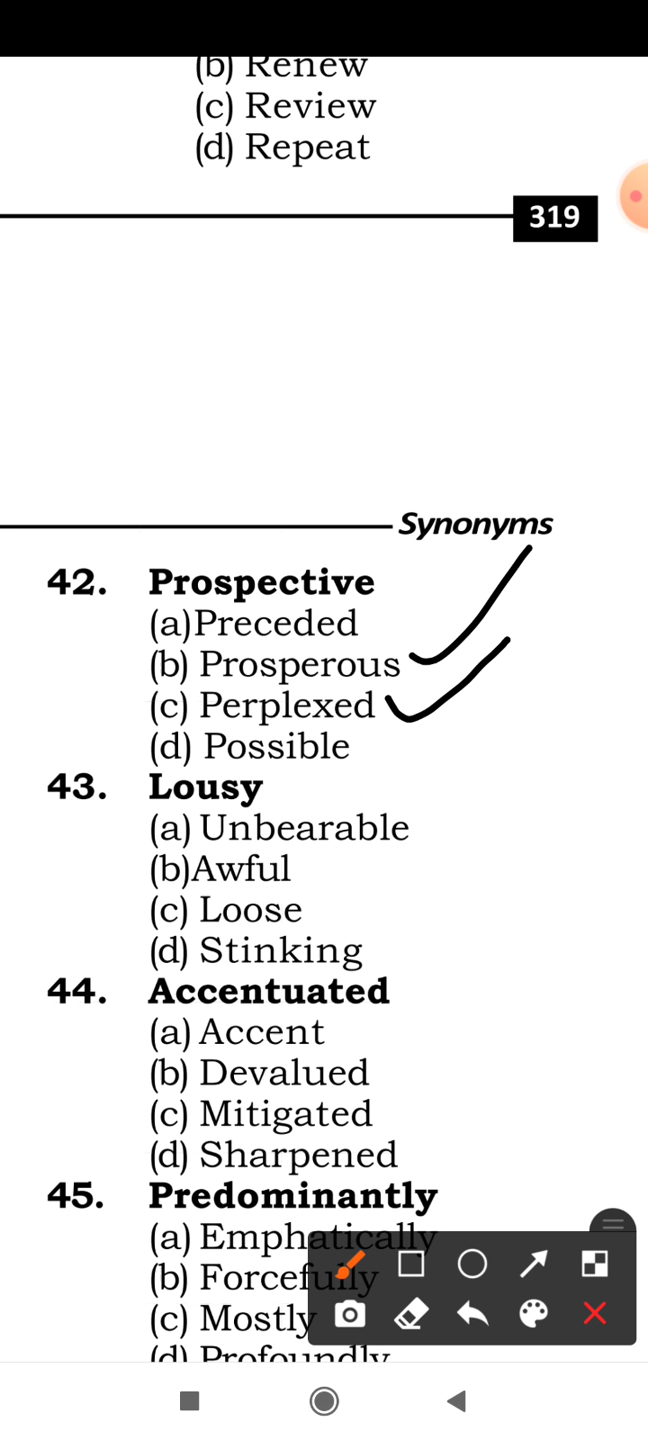 (b) Renew
(c) Review
(d) Repeat
319
Synonyms
42. Prospective
(a)Preceded
(b) Prosperous
(c) Perplexed
(d) Possible
43. Lousy
(a) Unbearable
(b)Awful
(c) Loose
(d) Stinking
44. Accentuated
(a) Accent
(b) Devalued
(c) Mitigated
(d) Sharpened
45. Predominantly
(a) Emphatically
(b) Forcefully
(c) Mostly
(d) Profoundly